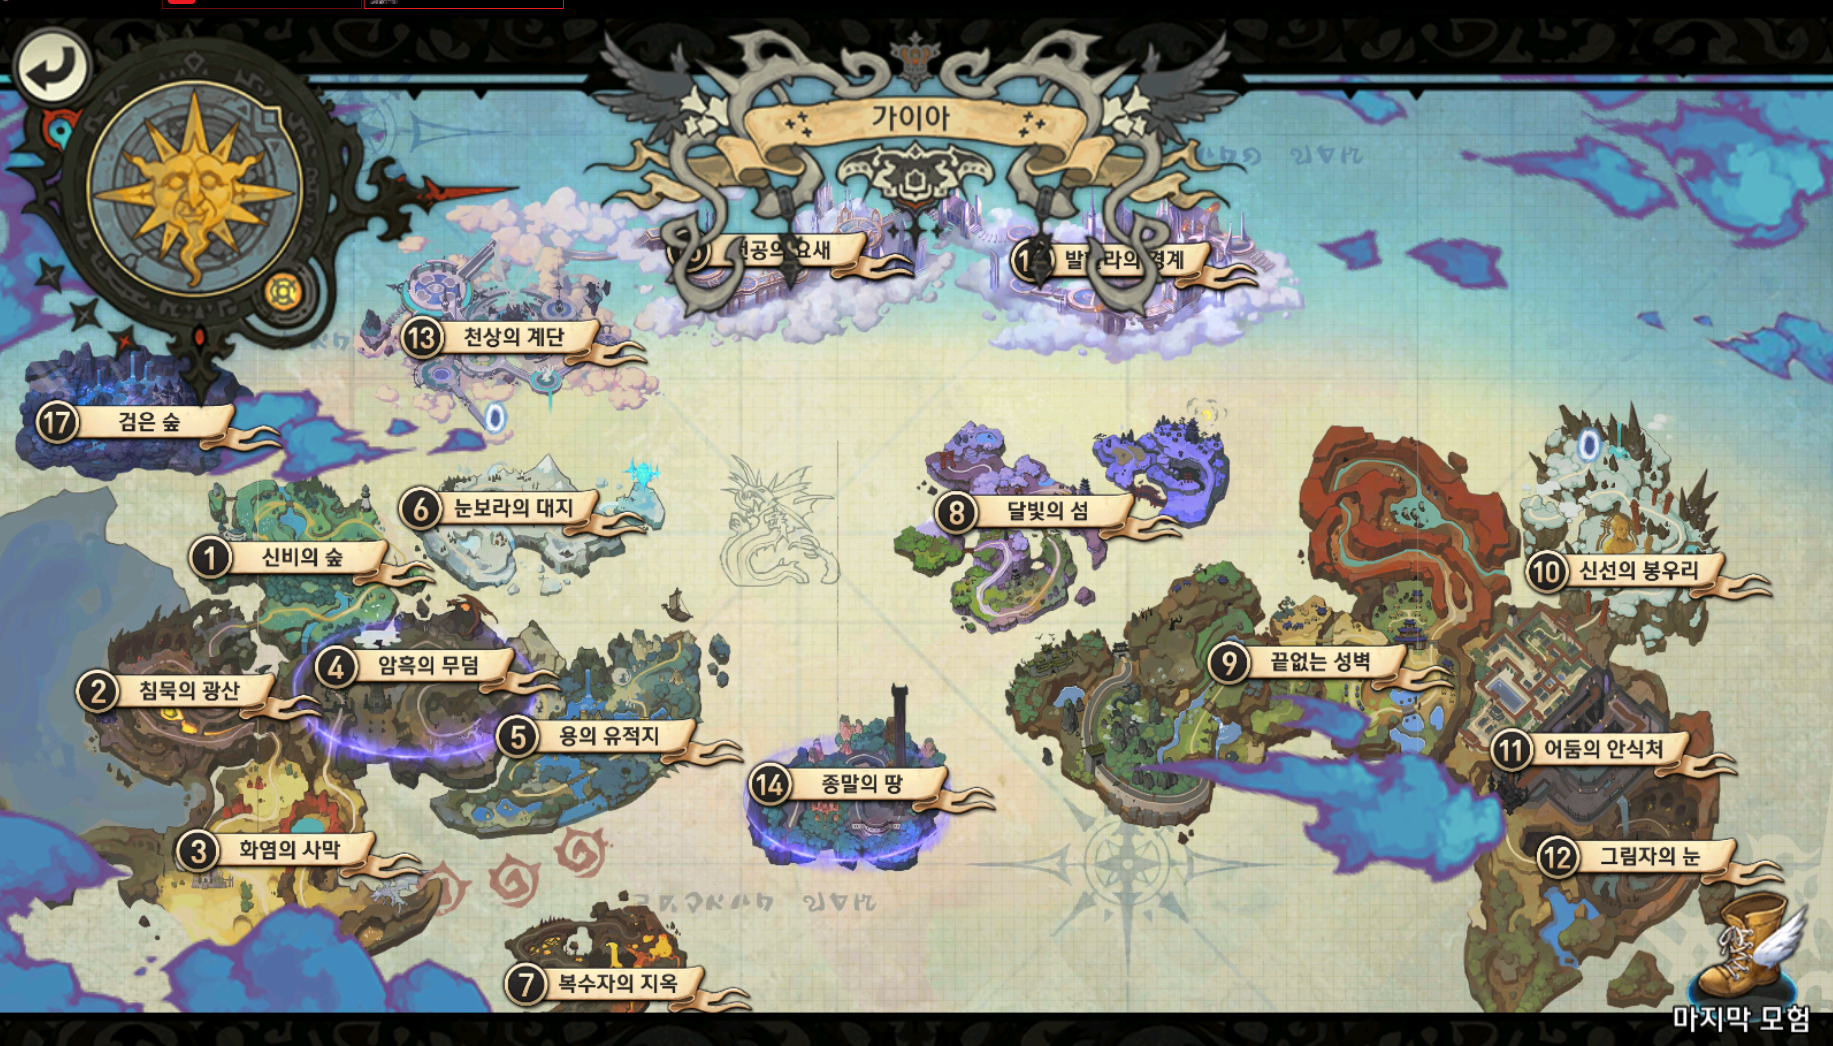 가이아
천공의 요새
발할라의 경계
13 천상의 계단
17 검은 숲
6 눈보라의 대지
8 달빛의 섬
1 신비의 숲
10 신선의 봉우리
4 암흑의 무덤
9 끝없는 성벽
2 침묵의 광산
5 용의 유적지
11 어둠의 안식처
14 종말의 땅
3 화염의 사막
12 그림자의 눈
7 복수자의 지옥
마지막 모험